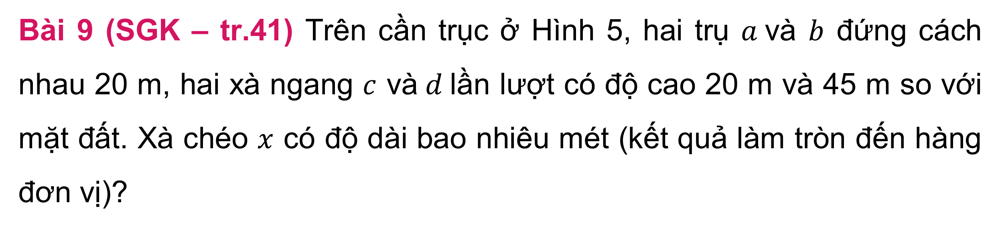 Bài 9 (SGK – tr.41) Trên cần trục ở Hình 5, hai trụ a và b đứng cách
nhau 20 m, hai xà ngang c và d lần lượt có độ cao 20 m và 45 m so với
mặt đất. Xà chéo x có độ dài bao nhiêu mét (kết quả làm tròn đến hàng
đơn vị)?